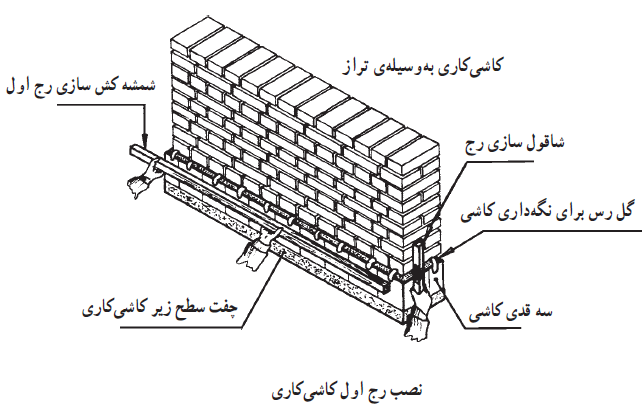 کاشی‌کاری به‌وسیله‌ی تراز
شمشه کش سازی رج اول
شاقول سازی رج
گل رس برای نگه‌داری کاشی
سه قدی کاشی
چفت سطح زیر کاشی‌کاری
نصب رج اول کاشی‌کاری